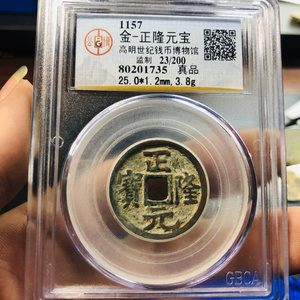 1157
金-正隆元宝
高明世纪钱币博物馆
监制 23/200
80201735 真品
25.0*1.2mm,3.8g
正
寶 隆
元
GBCA